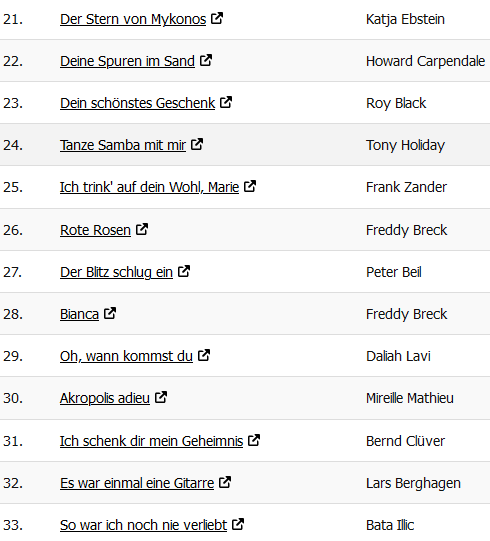 21. Der Stern von Mykonos Katja Ebstein
22. Deine Spuren im Sand Howard Carpendale
23. Dein schönstes Geschenk Roy Black
24. Tanze Samba mit mir Tony Holiday
25. Ich trink' auf dein Wohl, Marie Frank Zander
26. Rote Rosen Freddy Breck
27. Der Blitz schlug ein Peter Beil
28. Bianca Freddy Breck
29. Oh, wann kommst du Daliah Lavi
30. Akropolis adieu Mireille Mathieu
31. Ich schenk dir mein Geheimnis Bernd Clüver
32. Es war einmal eine Gitarre Lars Berghagen
33. So war ich noch nie verliebt Bata Illic